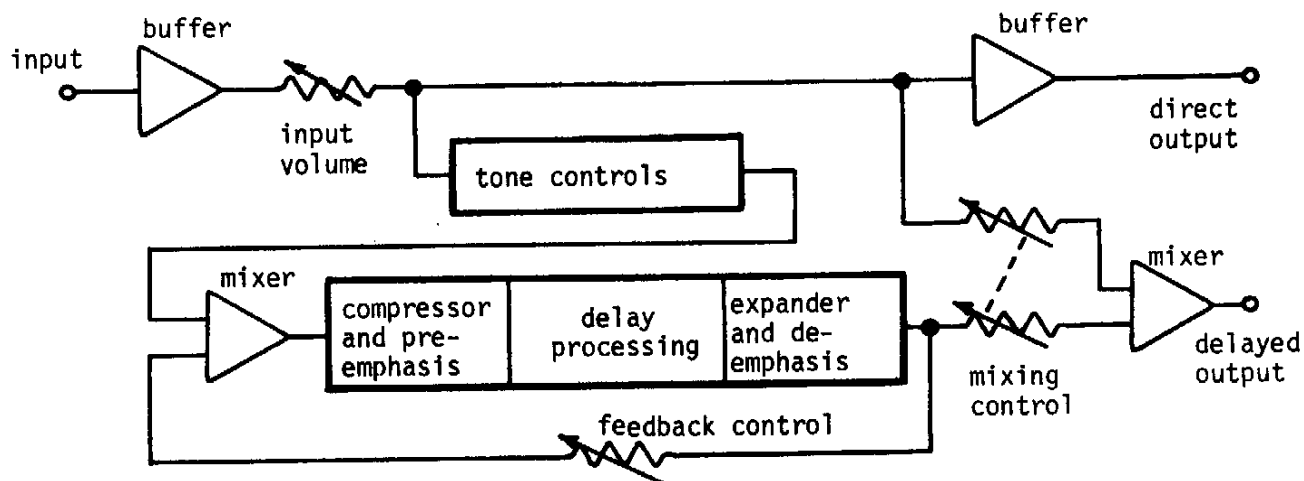 buffer
input
input
volume
buffer
direct
output
tone controls
mixer
compressor
and pre-
emphasis
delay
processing
expander
and de-
emphasis
mixer
mixing
control
delayed
output
feedback control